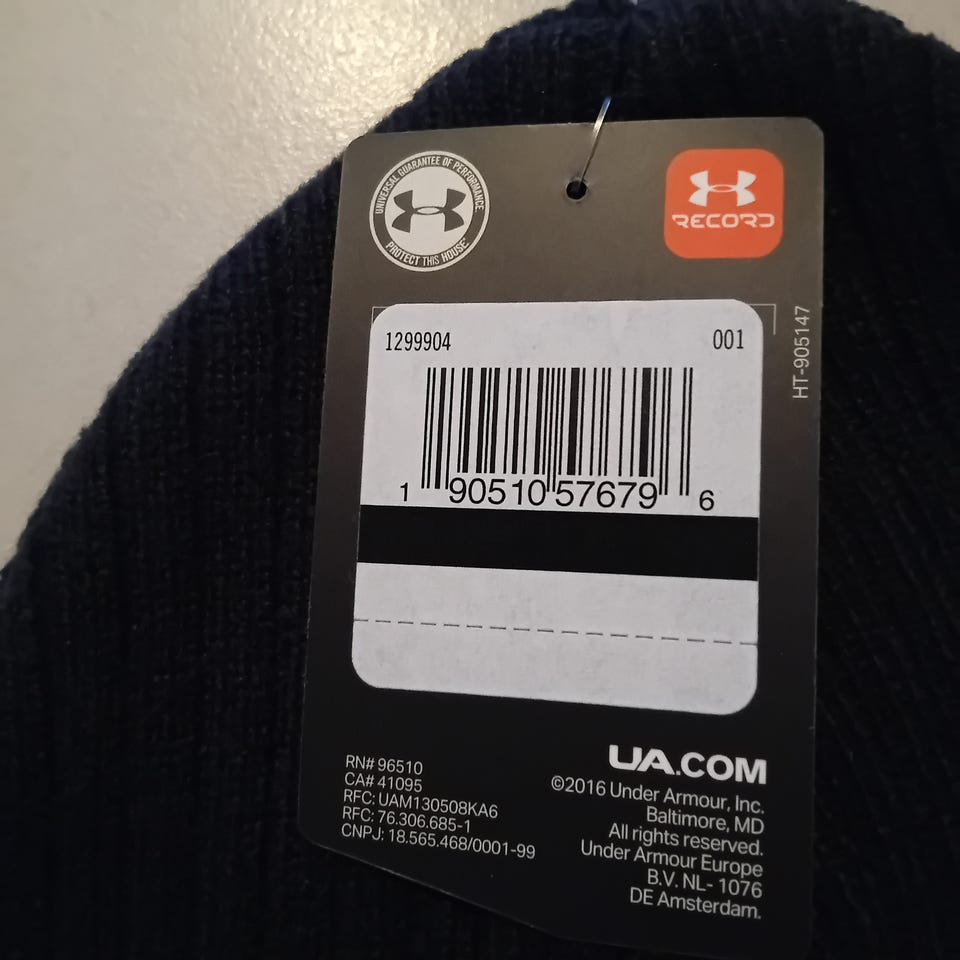 UNIVERSAL GUARANTEE OF PERFORMANCE
PROTECT THIS HOUSE
RECORD
HT-905147
1299904 001
1 90510 57679 6
UA.COM
©2016 Under Armour, Inc.
Baltimore, MD
All rights reserved.
Under Armour Europe
B.V. NL- 1076
DE Amsterdam.
RN# 96510
CA# 41095
RFC: UAM130508KA6
RFC: 76.306.685-1
CNPJ: 18.565.468/0001-99